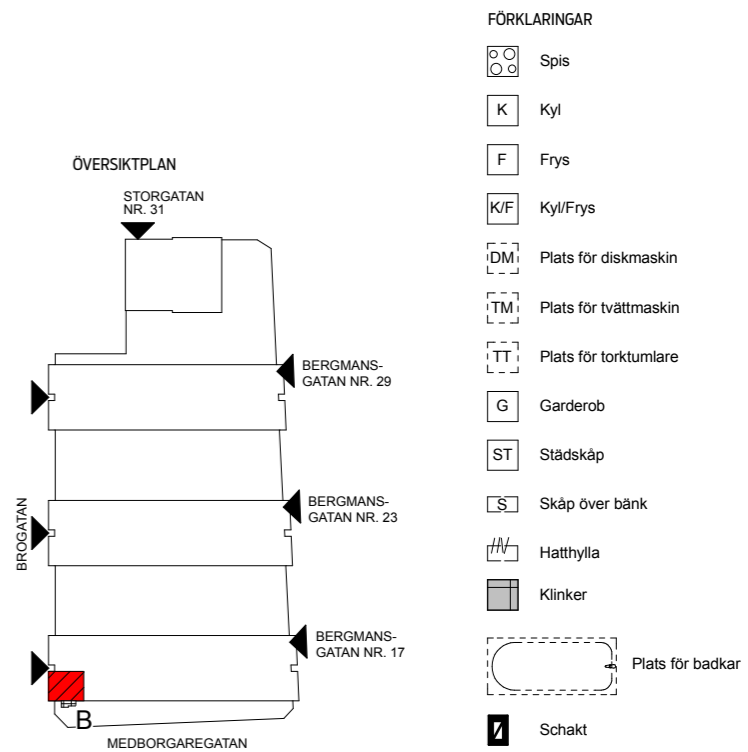 ÖVERSIKTPLAN
STORGATAN
NR. 31
BERGMANS-
GATAN NR. 29
BROGATAN
BERGMANS-
GATAN NR. 23
BERGMANS-
GATAN NR. 17
B
MEDBORGAREGATAN
FÖRKLARINGAR
Spis
K Kyl
F Frys
K/F Kyl/Frys
DM Plats för diskmaskin
TM Plats för tvättmaskin
TT Plats för torktumlare
G Garderob
ST Städskåp
S Skåp över bänk
Hatthylla
Klinker
Plats för badkar
Schakt